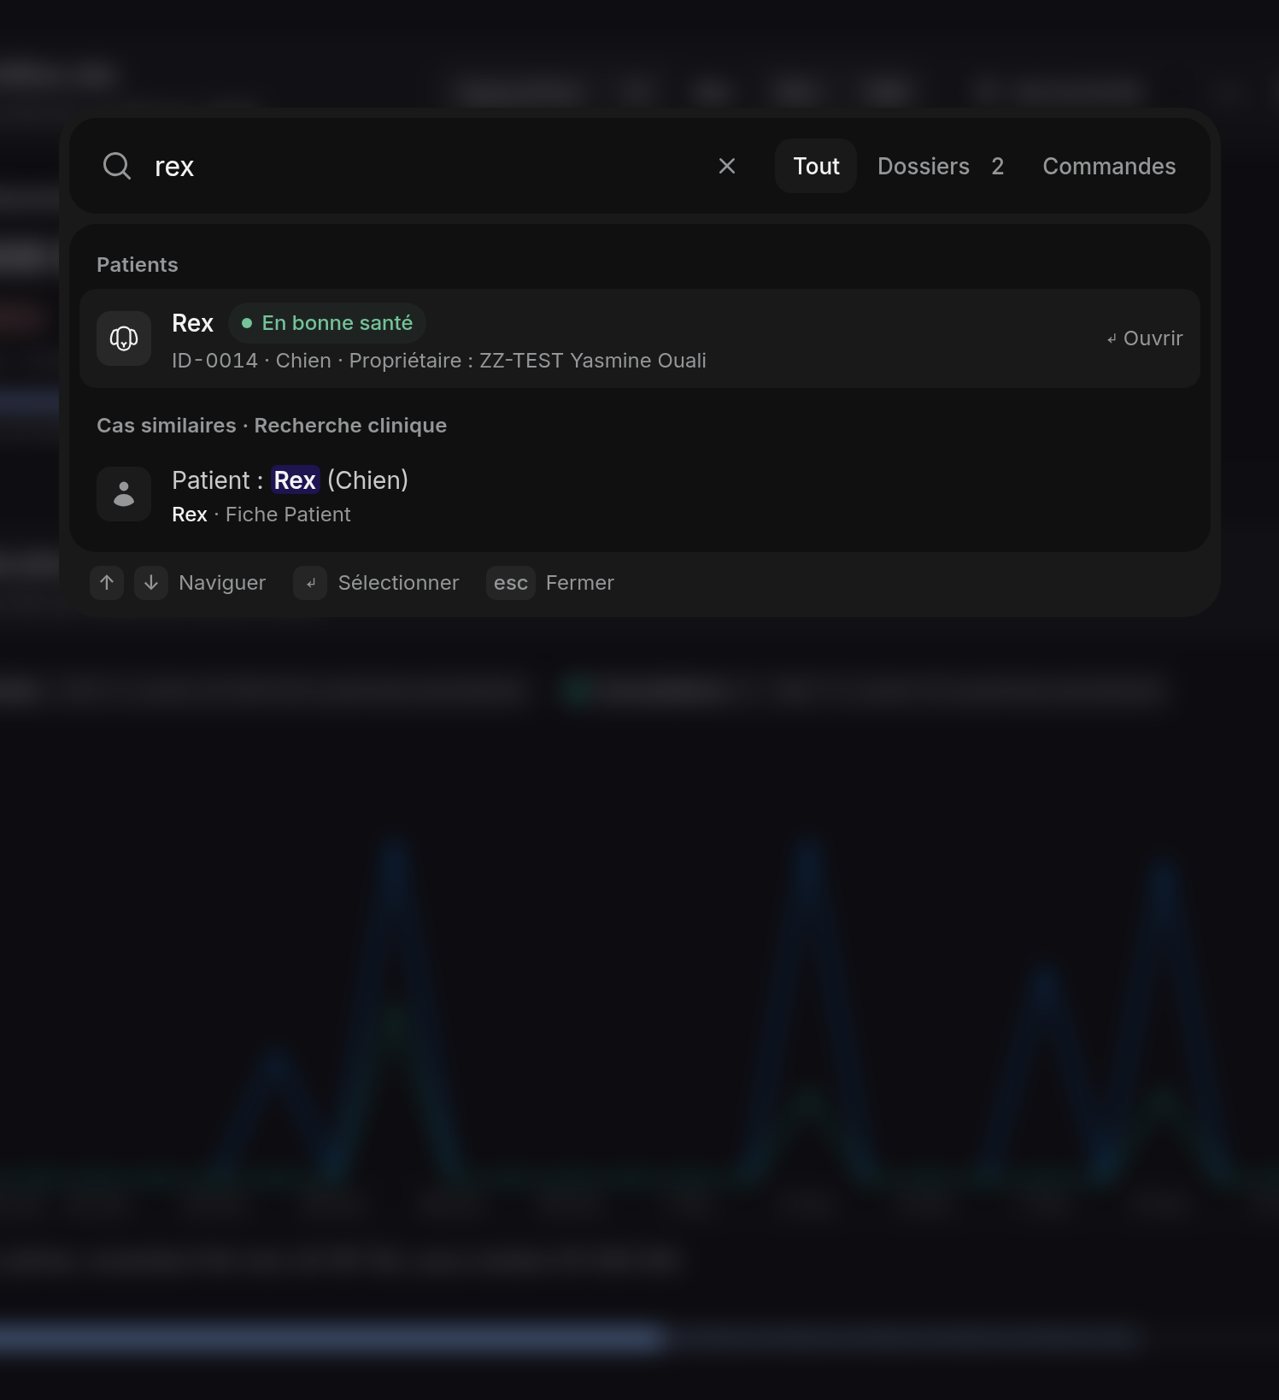 rex
Tout
Dossiers 2
Commandes
Patients
Rex
En bonne santé
ID-0014 · Chien · Propriétaire : ZZ-TEST Yasmine Ouali
↲ Ouvrir
Cas similaires · Recherche clinique
Patient : Rex (Chien)
Rex · Fiche Patient
↑ ↓ Naviguer
↲ Sélectionner
esc Fermer